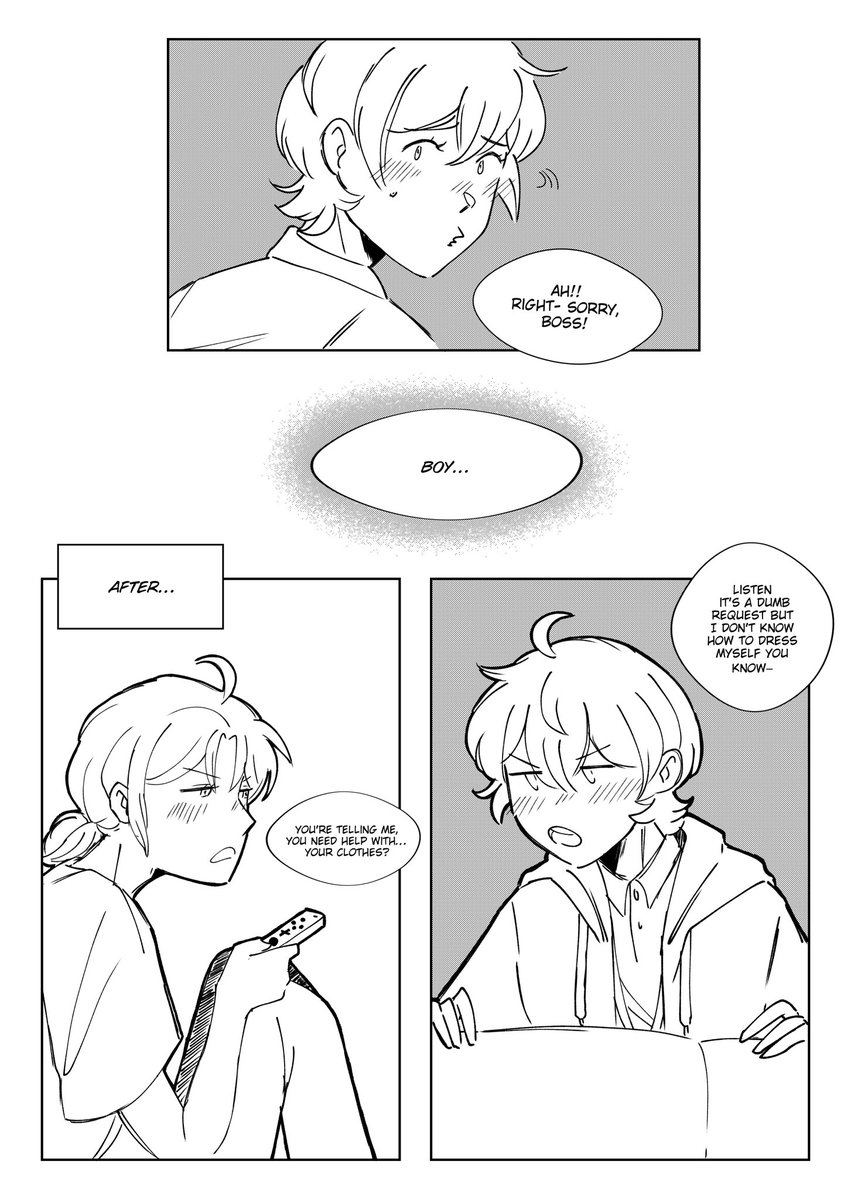 AH!!
RIGHT- SORRY,
BOSS!
BOY...
AFTER...
YOU'RE TELLING ME,
YOU NEED HELP WITH...
YOUR CLOTHES?
LISTEN
IT'S A DUMB
REQUEST BUT
I DON'T KNOW
HOW TO DRESS
MYSELF YOU
KNOW-